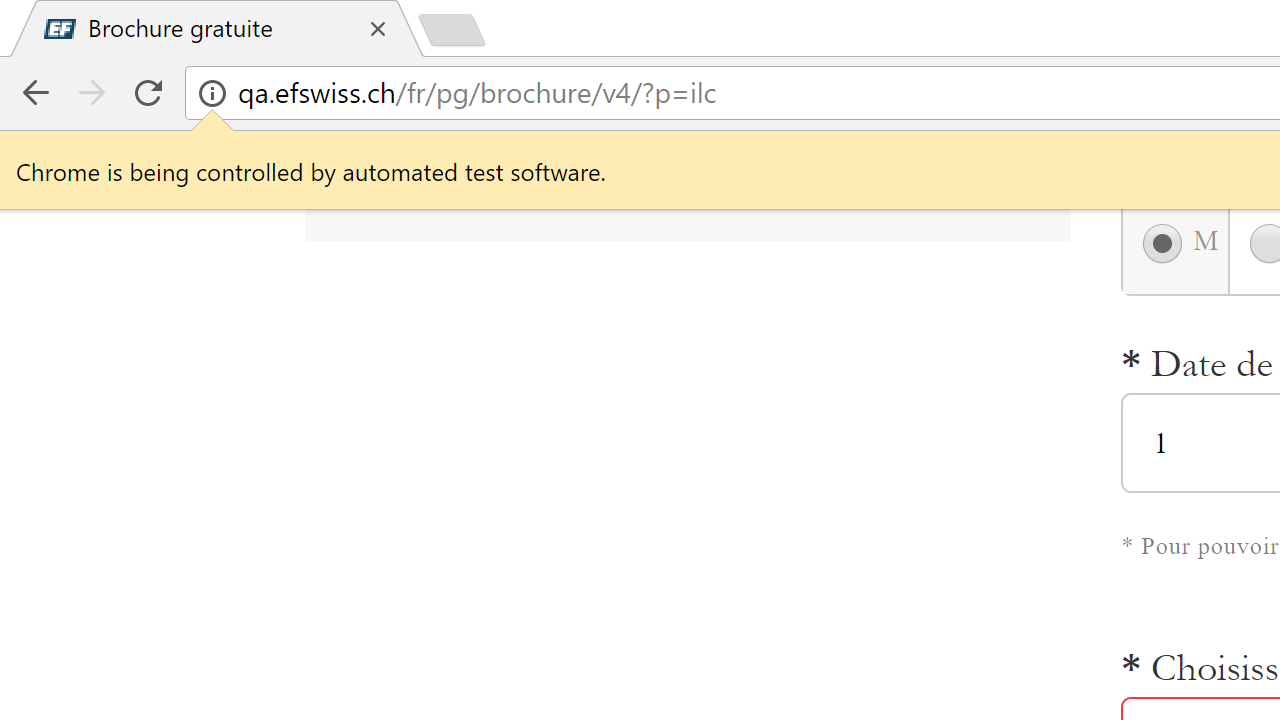 EF Brochure gratuite
qa.efswiss.ch/fr/pg/brochure/v4/?p=ilc
Chrome is being controlled by automated test software.
M
* Date de
1
* Pour pouvoir
* Choisiss